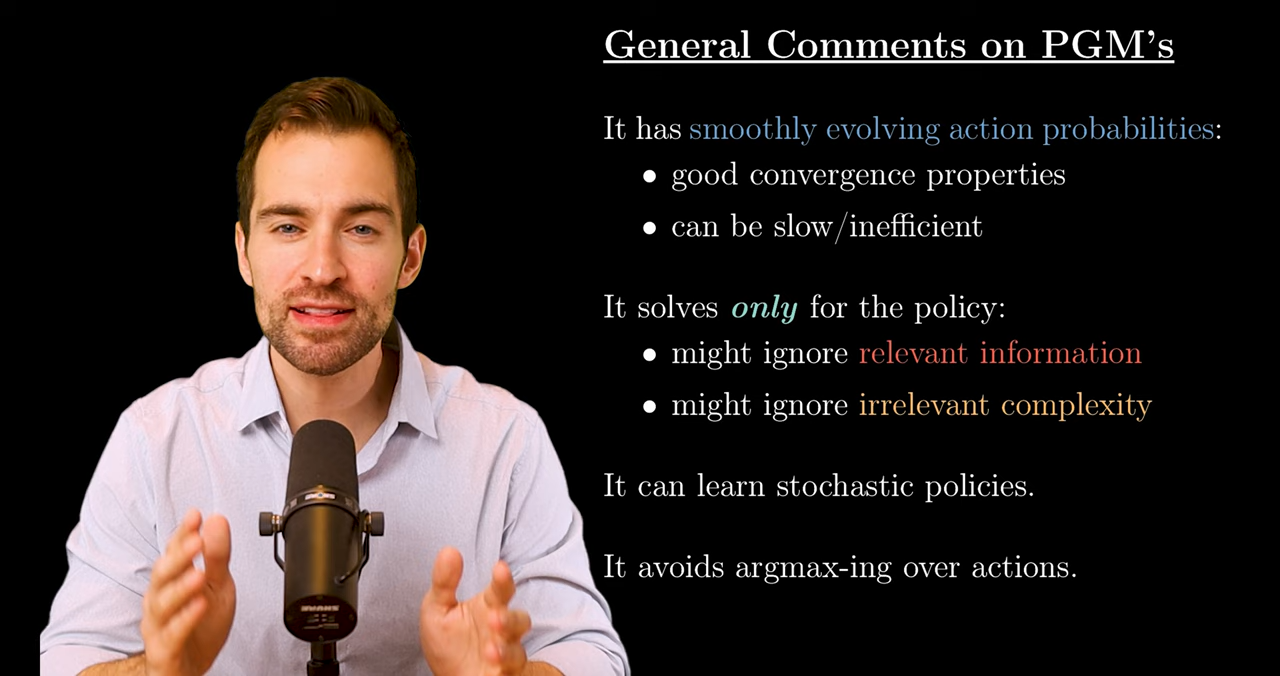 General Comments on PGM's
It has smoothly evolving action probabilities:
• good convergence properties
• can be slow/inefficient
It solves only for the policy:
• might ignore relevant information
• might ignore irrelevant complexity
It can learn stochastic policies.
It avoids argmax-ing over actions.